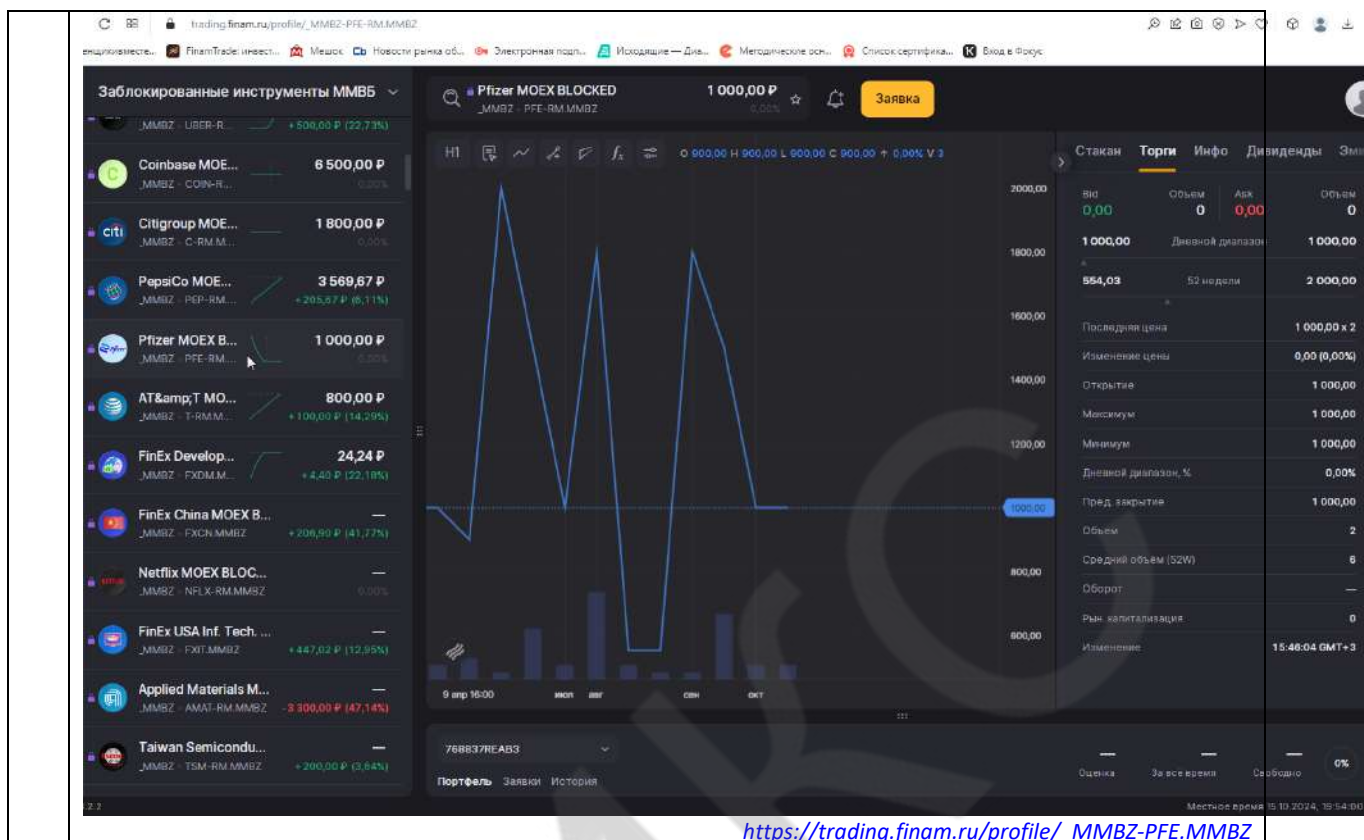 trading.finam.ru/profile/_MMBZ-PFE-RM.MMBZ
FinamTrade: инвест... Мешок Новости рынка об... Электронная подп... Исходящие — Диа... Методические осн... Список сертифика... Вход в Фокус
Заблокированные инструменты ММВБ
_MMBZ · UBER-R... +500,00 ₽ (22,73%)
Coinbase MOE... 6 500,00 ₽
_MMBZ · COIN-R... 0,00%
Citigroup MOE... 1 800,00 ₽
_MMBZ · C-RM.M... 0,00%
PepsiCo MOE... 3 569,67 ₽
_MMBZ · PEP-RM.... +205,67 ₽ (6,11%)
Pfizer MOEX B... 1 000,00 ₽
_MMBZ · PFE-RM.... 0,00%
AT&amp;T MO... 800,00 ₽
_MMBZ · T-RM.M... +100,00 ₽ (14,29%)
FinEx Develop... 24,24 ₽
_MMBZ · FXDM.M... +4,40 ₽ (22,18%)
FinEx China MOEX B... —
_MMBZ · FXCN.MMBZ +206,90 ₽ (41,77%)
Netflix MOEX BLOC... —
_MMBZ · NFLX-RM.MMBZ 0,00%
FinEx USA Inf. Tech. ... —
_MMBZ · FXIT.MMBZ +447,02 ₽ (12,95%)
Applied Materials M... —
_MMBZ · AMAT-RM.MMBZ -3 300,00 ₽ (47,14%)
Taiwan Semicondu... —
_MMBZ · TSM-RM.MMBZ +200,00 ₽ (3,64%)
Pfizer MOEX BLOCKED 1 000,00 ₽ Заявка
_MMBZ · PFE-RM.MMBZ 0,00%
H1 O 900,00 H 900,00 L 900,00 C 900,00 0,00% V 3
2000,00
1800,00
1600,00
1400,00
1200,00
1000,00
800,00
600,00
9 апр 16:00 июл авг сен окт
768837REAB3
Портфель Заявки История
Стакан Торги Инфо Дивиденды
Bid Объем Ask Объем
0,00 0 0,00 0
1 000,00 Дневной диапазон 1 000,00
554,03 52 недели 2 000,00
Последняя цена 1 000,00 x 2
Изменение цены 0,00 (0,00%)
Открытие 1 000,00
Максимум 1 000,00
Минимум 1 000,00
Дневной диапазон, % 0,00%
Пред. закрытие 1 000,00
Объем 2
Средний объем (52W) 6
Оборот —
Рын. капитализация 0
Изменение 15:46:04 GMT+3
— — — 0%
Оценка За все время Свободно
Местное время 15.10.2024, 19:54:00
https://trading.finam.ru/profile/_MMBZ-PFE.MMBZ